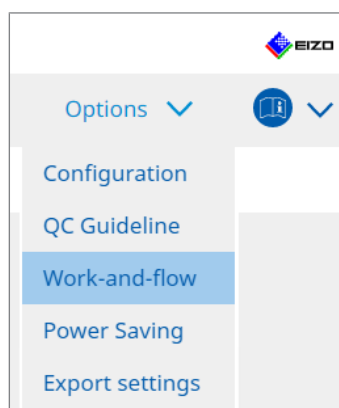 EIZO
Options
Configuration
QC Guideline
Work-and-flow
Power Saving
Export settings